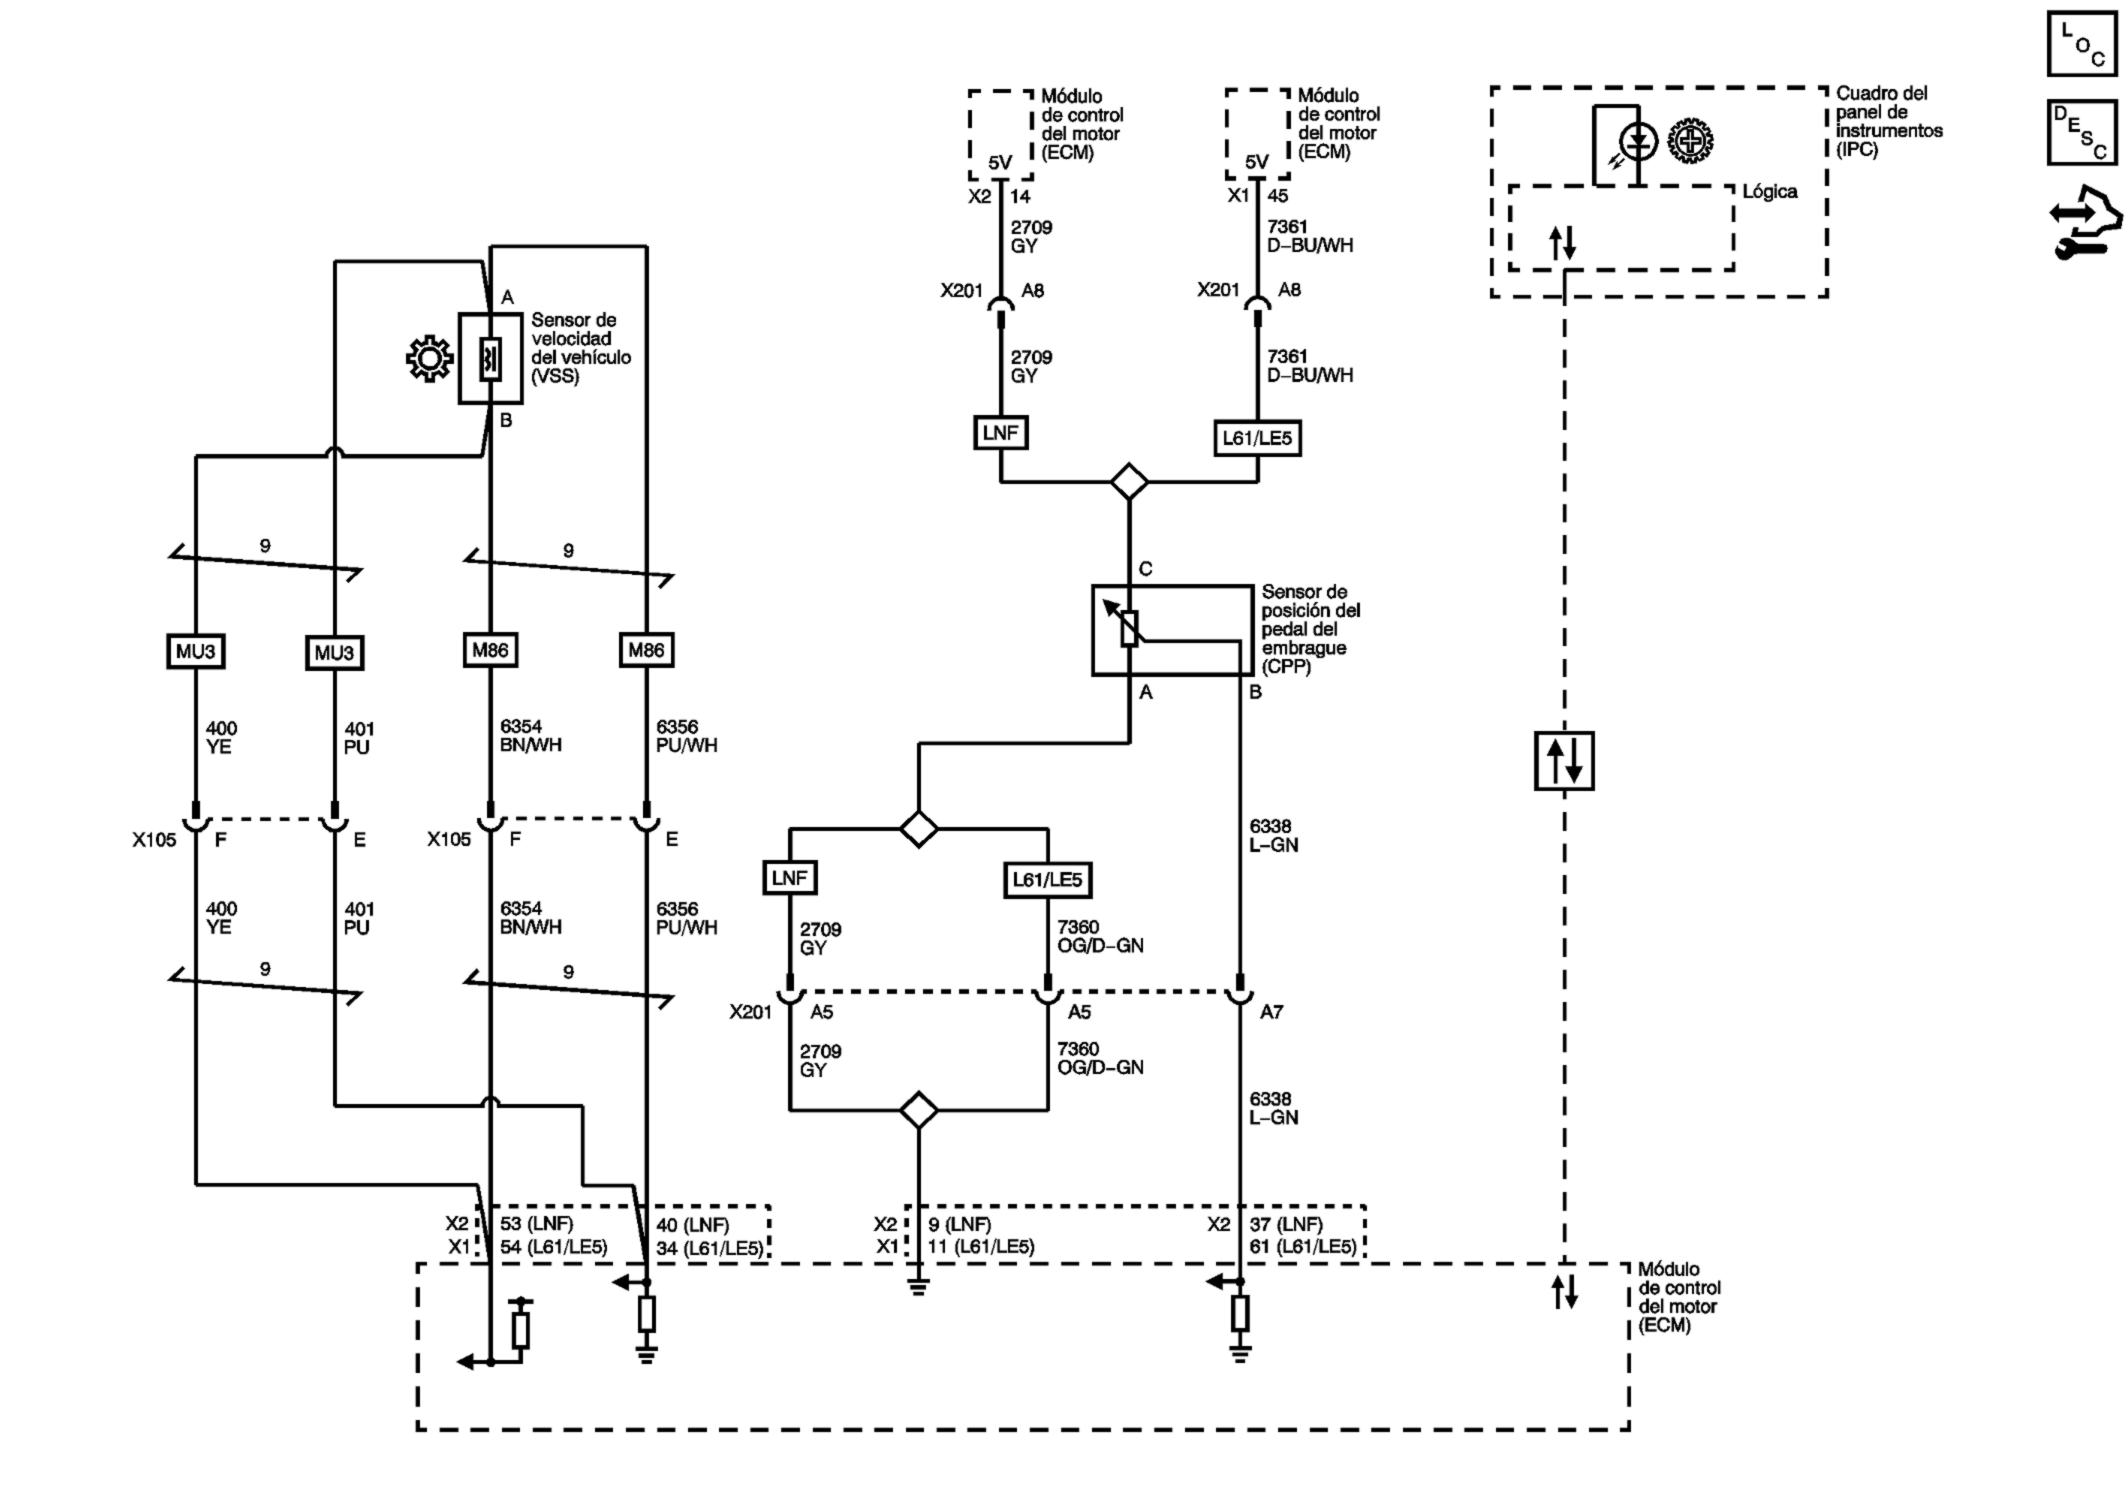 L
O
C
D
E
S
C
Módulo
de control
del motor
(ECM)
5V
X2 14
2709
GY
X201 A8
2709
GY
LNF
Módulo
de control
del motor
(ECM)
5V
X1 45
7361
D-BU/WH
X201 A8
7361
D-BU/WH
L61/LE5
Cuadro del
panel de
instrumentos
(IPC)
Lógica
A
Sensor de
velocidad
del vehículo
(VSS)
B
9
9
MU3
MU3
M86
M86
400
YE
401
PU
6354
BN/WH
6356
PU/WH
X105 F
E
X105 F
E
400
YE
401
PU
6354
BN/WH
6356
PU/WH
9
9
C
Sensor de
posición del
pedal del
embrague
(CPP)
A
B
6338
L-GN
LNF
L61/LE5
2709
GY
7360
OG/D-GN
X201 A5
A5
A7
2709
GY
7360
OG/D-GN
6338
L-GN
X2 53 (LNF)
X1 54 (L61/LE5)
40 (LNF)
34 (L61/LE5)
X2 9 (LNF)
X1 11 (L61/LE5)
X2 37 (LNF)
61 (L61/LE5)
Módulo
de control
del motor
(ECM)